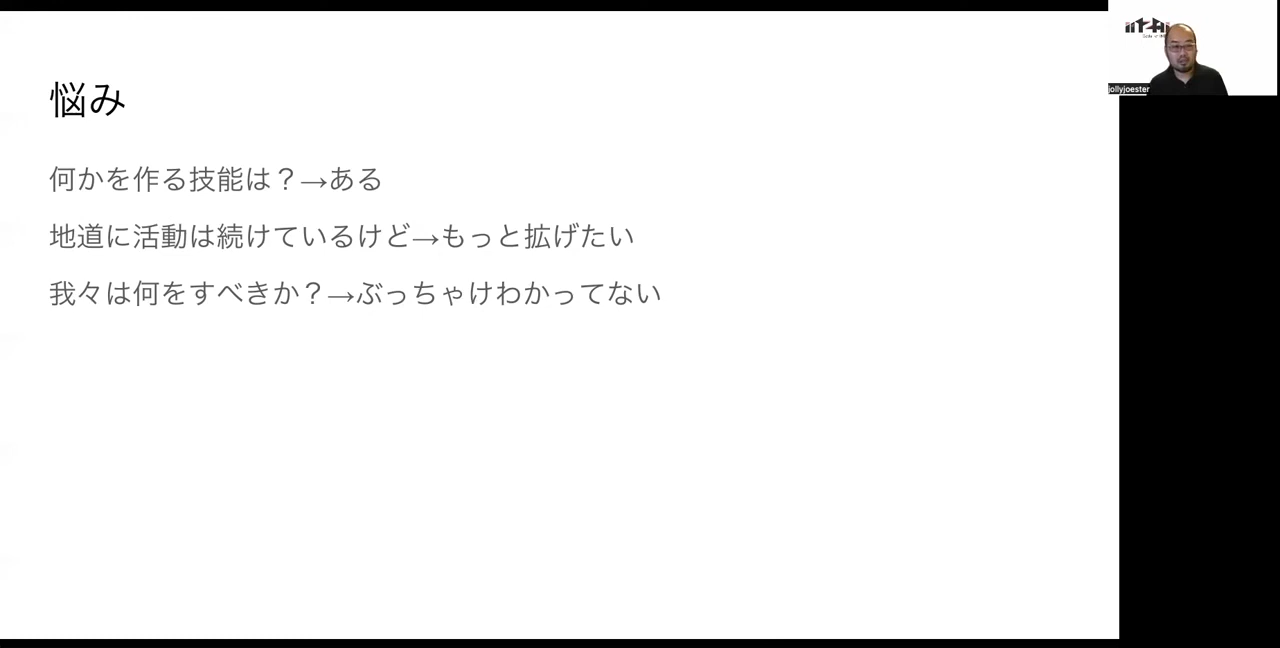 悩み
何かを作る技能は？→ある
地道に活動は続けているけど→もっと拡げたい
我々は何をすべきか？→ぶっちゃけわかってない
jollyjoester